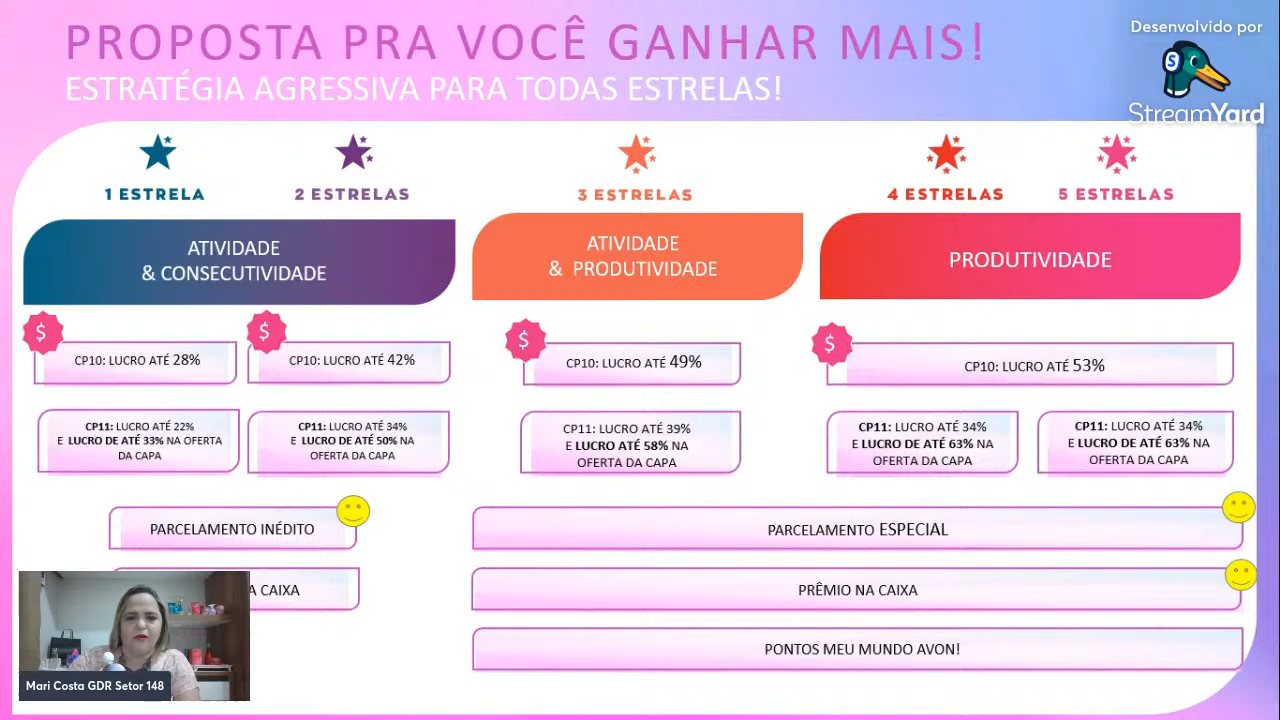 PROPOSTA PRA VOCÊ GANHAR MAIS!
ESTRATÉGIA AGRESSIVA PARA TODAS ESTRELAS!
Desenvolvido por
StreamYard
1 ESTRELA
2 ESTRELAS
3 ESTRELAS
4 ESTRELAS
5 ESTRELAS
ATIVIDADE
& CONSECUTIVIDADE
ATIVIDADE
& PRODUTIVIDADE
PRODUTIVIDADE
$
CP10: LUCRO ATÉ 28%
$
CP10: LUCRO ATÉ 42%
$
CP10: LUCRO ATÉ 49%
$
CP10: LUCRO ATÉ 53%
CP11: LUCRO ATÉ 22%
E LUCRO DE ATÉ 33% NA OFERTA
DA CAPA
CP11: LUCRO ATÉ 34%
E LUCRO DE ATÉ 50% NA
OFERTA DA CAPA
CP11: LUCRO ATÉ 39%
E LUCRO ATÉ 58% NA
OFERTA DA CAPA
CP11: LUCRO ATÉ 34%
E LUCRO DE ATÉ 63% NA
OFERTA DA CAPA
CP11: LUCRO ATÉ 34%
E LUCRO DE ATÉ 63% NA
OFERTA DA CAPA
PARCELAMENTO INÉDITO
PARCELAMENTO ESPECIAL
A CAIXA
PRÊMIO NA CAIXA
PONTOS MEU MUNDO AVON!
Mari Costa GDR Setor 148